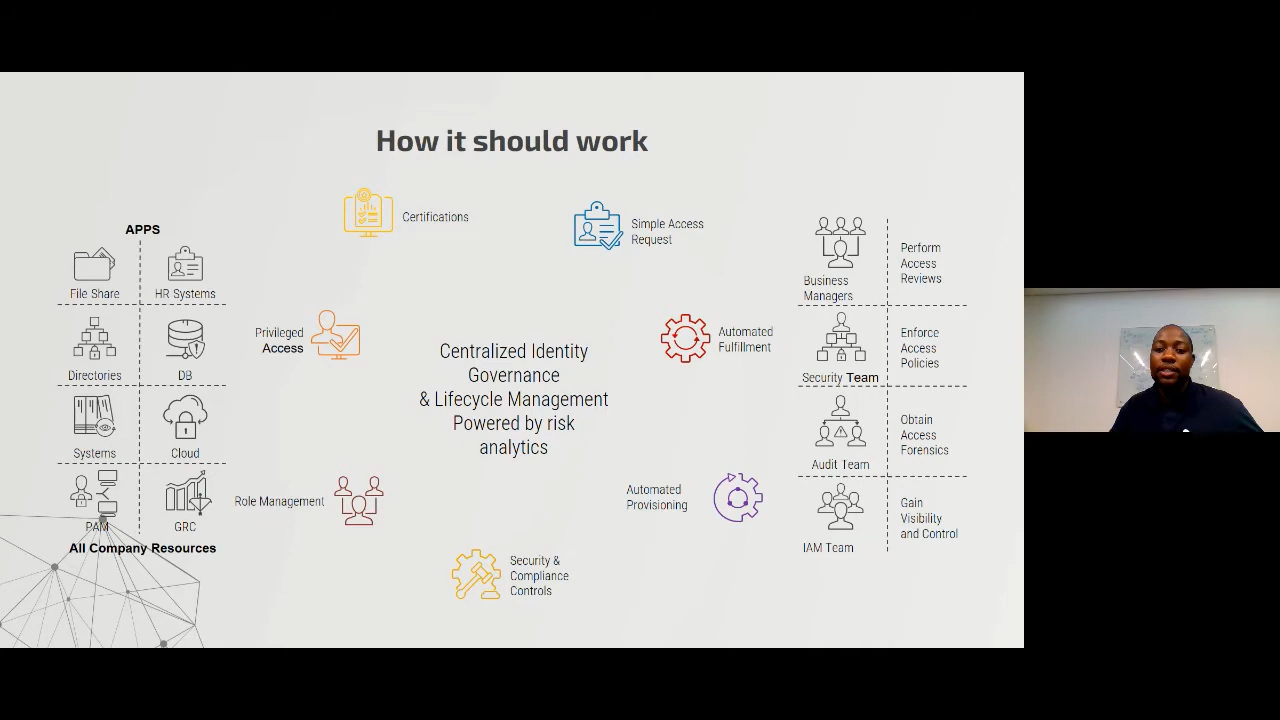 How it should work
Certifications
Simple Access
Request
APPS
File Share
HR Systems
Directories
DB
Systems
Cloud
PAM
GRC
All Company Resources
Privileged
Access
Role Management
Centralized Identity
Governance
& Lifecycle Management
Powered by risk
analytics
Automated
Fulfillment
Automated
Provisioning
Security &
Compliance
Controls
Business
Managers
Perform
Access
Reviews
Security Team
Enforce
Access
Policies
Audit Team
Obtain
Access
Forensics
IAM Team
Gain
Visibility
and Control